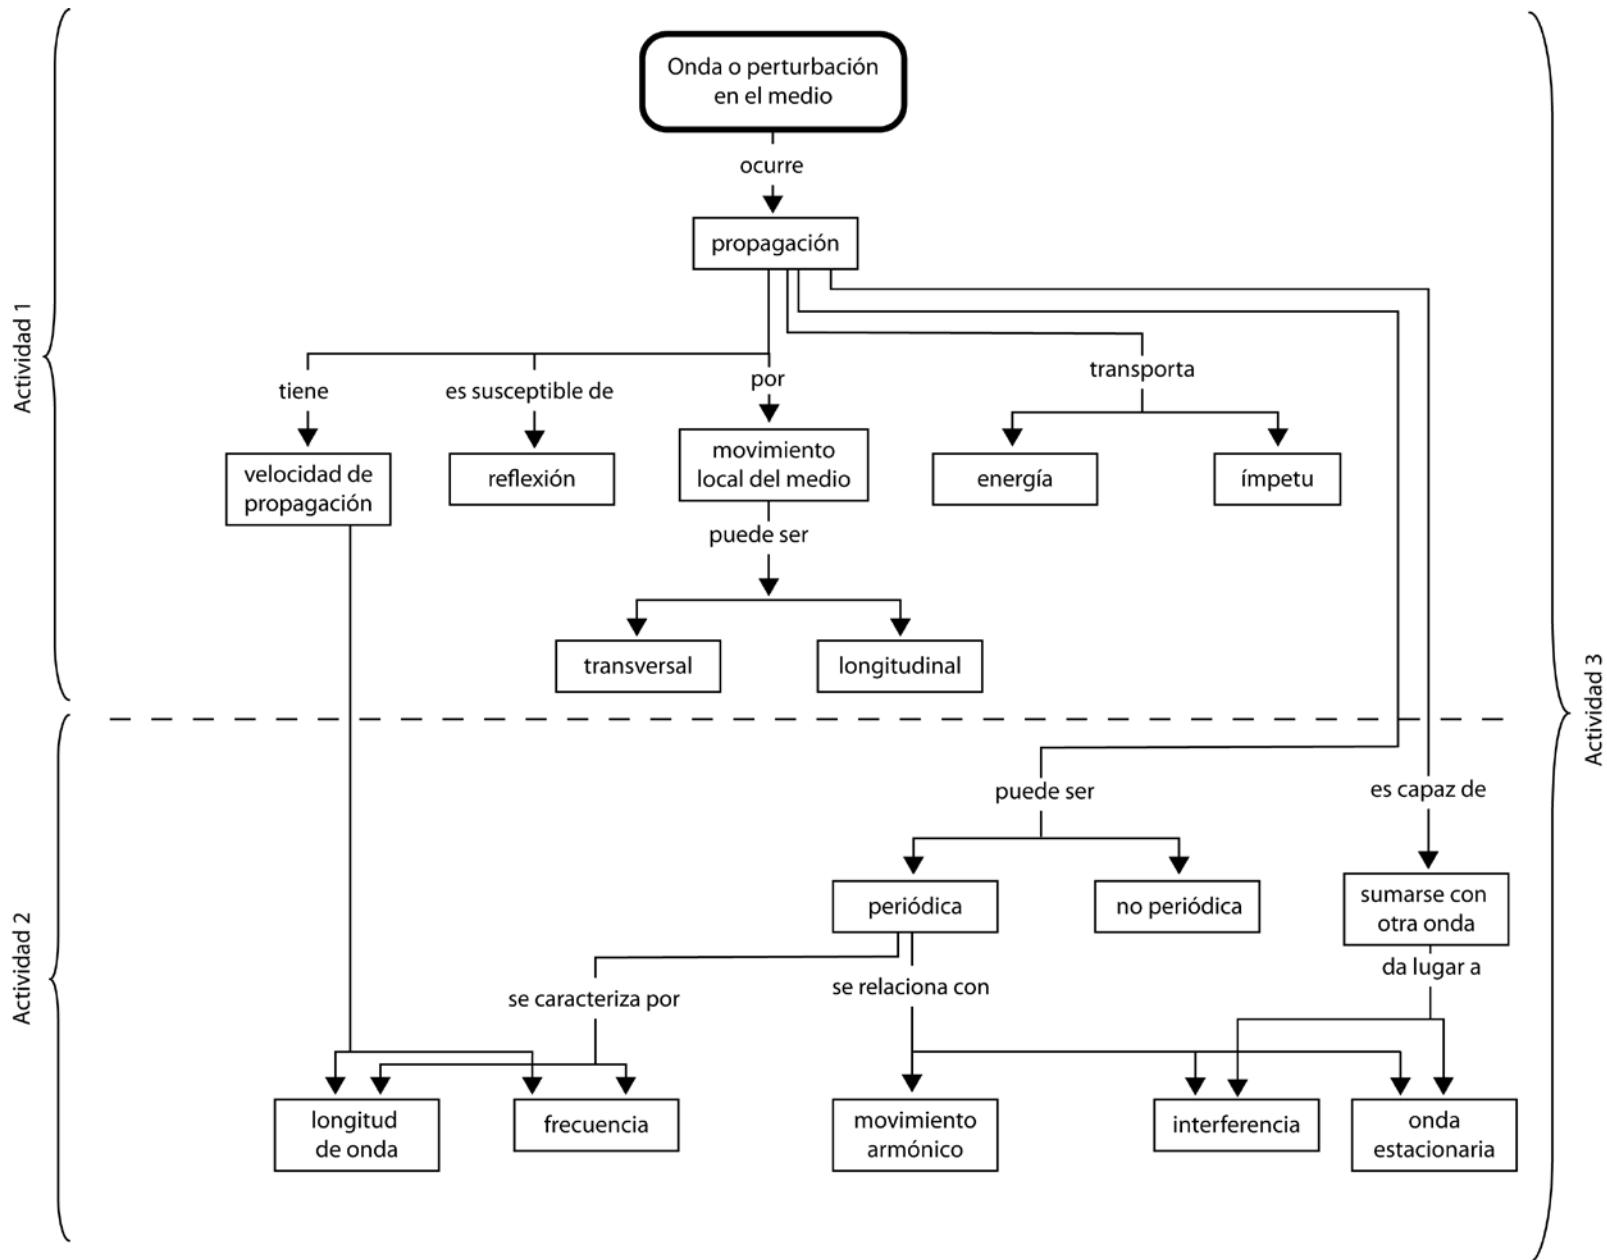 Onda o perturbación
en el medio
ocurre
propagación
Actividad 1
tiene
es susceptible de
por
transporta
velocidad de
propagación
reflexión
movimiento
local del medio
energía
ímpetu
puede ser
transversal
longitudinal
Actividad 3
puede ser
es capaz de
periódica
no periódica
sumarse con
otra onda
Actividad 2
da lugar a
se caracteriza por
se relaciona con
longitud
de onda
frecuencia
movimiento
armónico
interferencia
onda
estacionaria